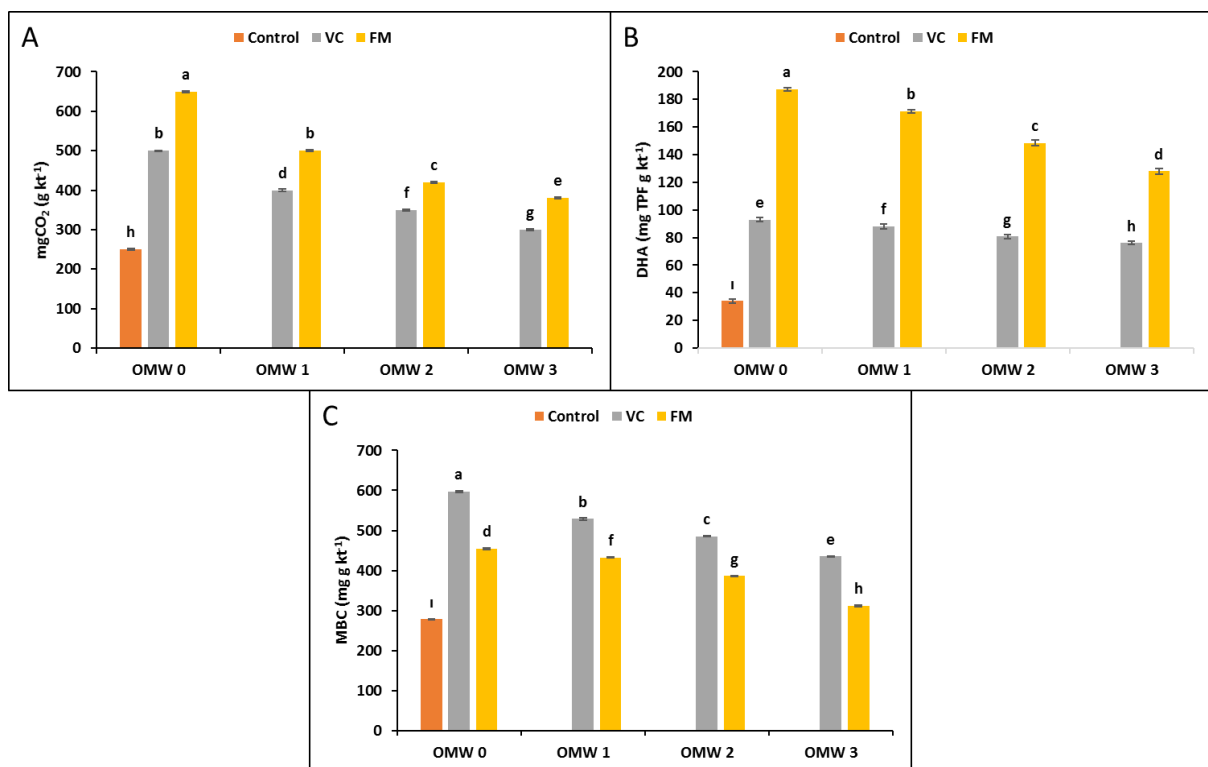 A
Control VC FM
mgCO₂ (g kt⁻¹)
700
600
500
400
300
200
100
0
h b a
d b
f c
g e
OMW 0 OMW 1 OMW 2 OMW 3
B
Control VC FM
DHA (mg TPF g kt⁻¹)
200
180
160
140
120
100
80
60
40
20
0
ı e a
f b
g c
h d
OMW 0 OMW 1 OMW 2 OMW 3
C
Control VC FM
MBC (mg g kt⁻¹)
700
600
500
400
300
200
100
0
ı a d
b f
c g
e h
OMW 0 OMW 1 OMW 2 OMW 3